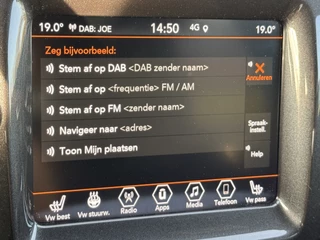 19.0° DAB: JOE 14:50 4G 19.0°
Zeg bijvoorbeeld:
Stem af op DAB <DAB zender naam>
Stem af op <frequentie> FM / AM
Stem af op FM <zender naam>
Navigeer naar <adres>
Toon Mijn plaatsen
Annuleren
Spraak-
instell.
Help
Vw best Vw stuurw. Radio Apps Media Telefoon Vw pass